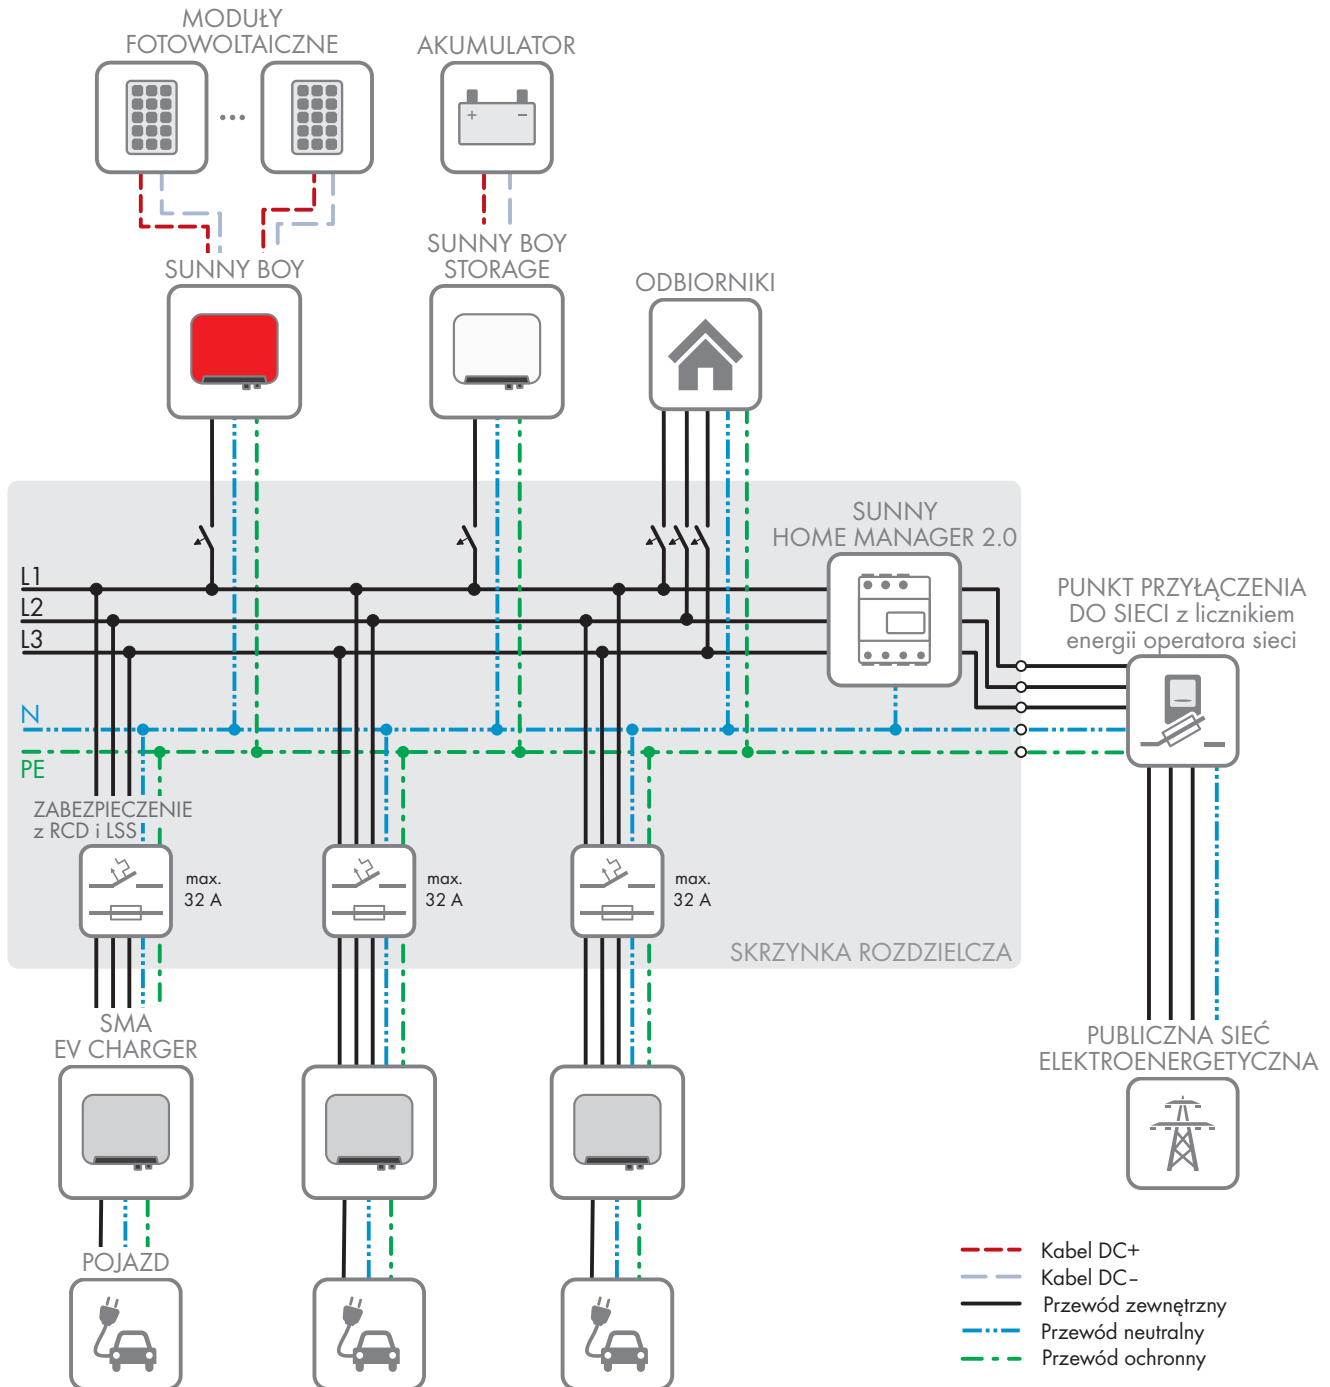 MODUŁY
FOTOWOLTAICZNE
AKUMULATOR
+ −
SUNNY BOY
SUNNY BOY
STORAGE
ODBIORNIKI
SUNNY
HOME MANAGER 2.0
L1
L2
L3
N
PE
PUNKT PRZYŁĄCZENIA
DO SIECI z licznikiem
energii operatora sieci
ZABEZPIECZENIE
z RCD i LSS
max.
32 A
max.
32 A
max.
32 A
SKRZYNKA ROZDZIELCZA
SMA
EV CHARGER
PUBLICZNA SIEĆ
ELEKTROENERGETYCZNA
POJAZD
Kabel DC+
Kabel DC–
Przewód zewnętrzny
Przewód neutralny
Przewód ochronny